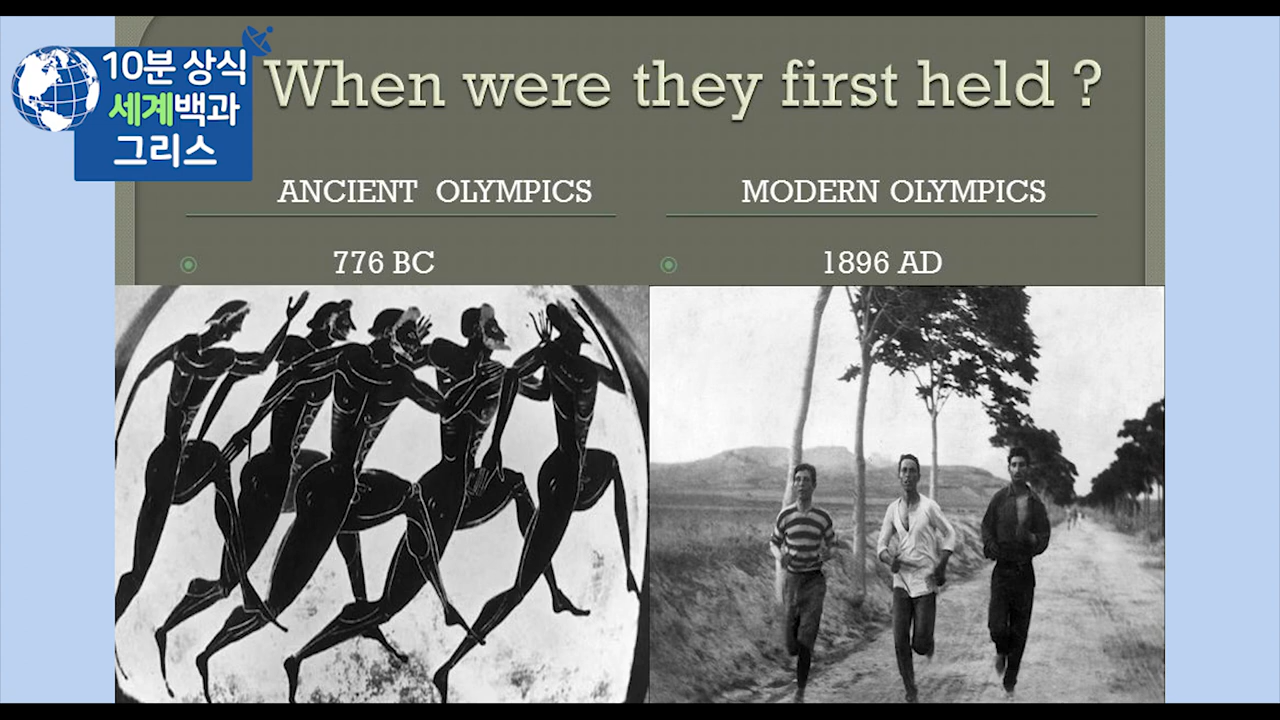 10분 상식
세계백과
그리스
When were they first held ?
ANCIENT OLYMPICS
MODERN OLYMPICS
776 BC
1896 AD